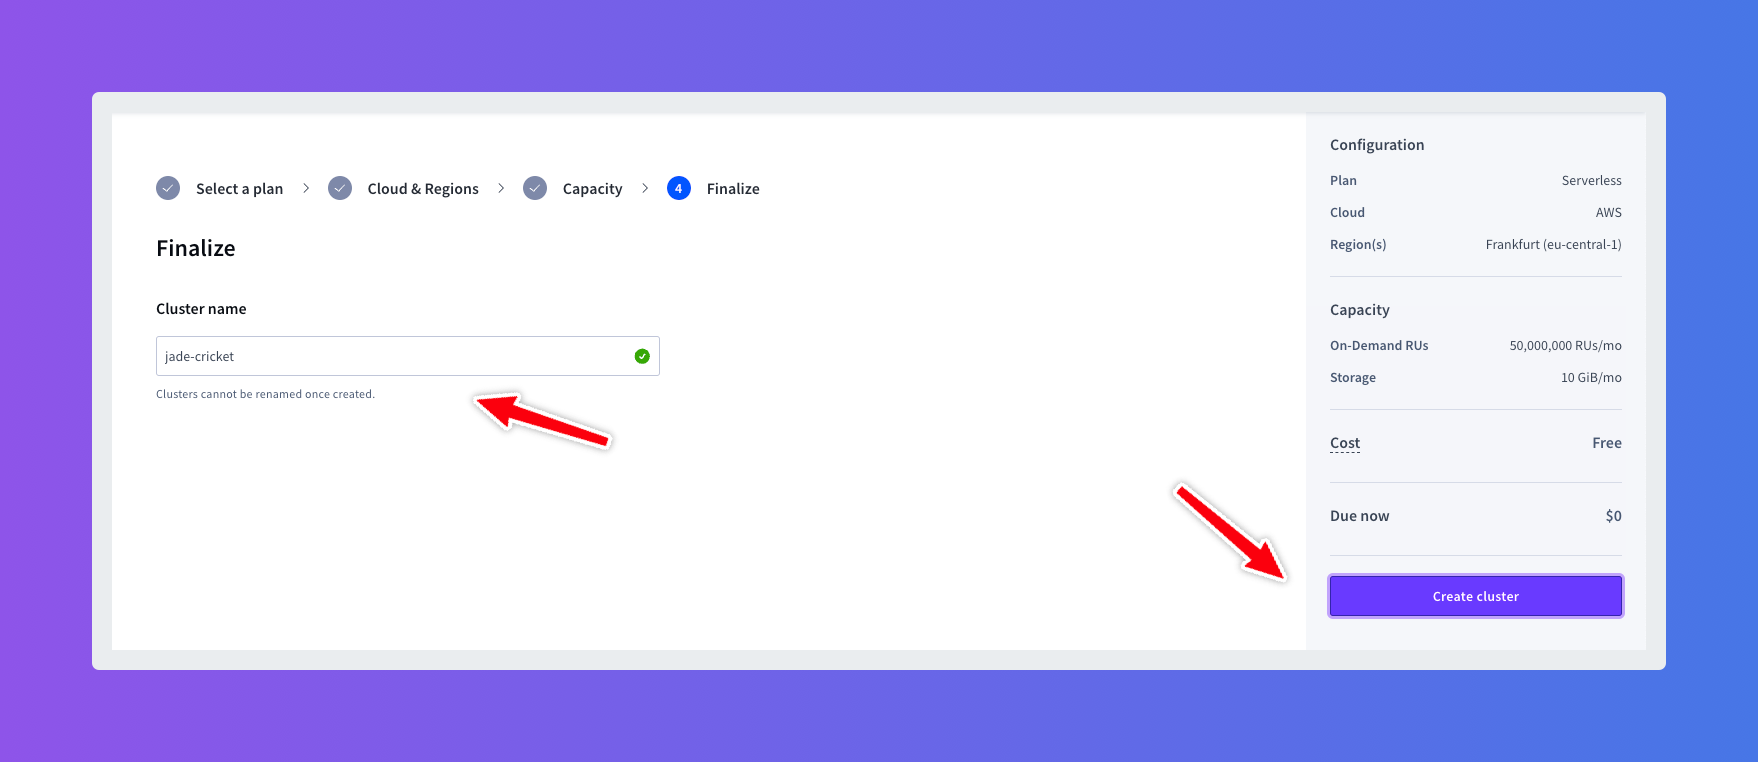 Select a plan > Cloud & Regions > Capacity > 4 Finalize
Finalize
Cluster name
jade-cricket
Clusters cannot be renamed once created.
Configuration
Plan Serverless
Cloud AWS
Region(s) Frankfurt (eu-central-1)
Capacity
On-Demand RUs 50,000,000 RUs/mo
Storage 10 GiB/mo
Cost Free
Due now $0
Create cluster